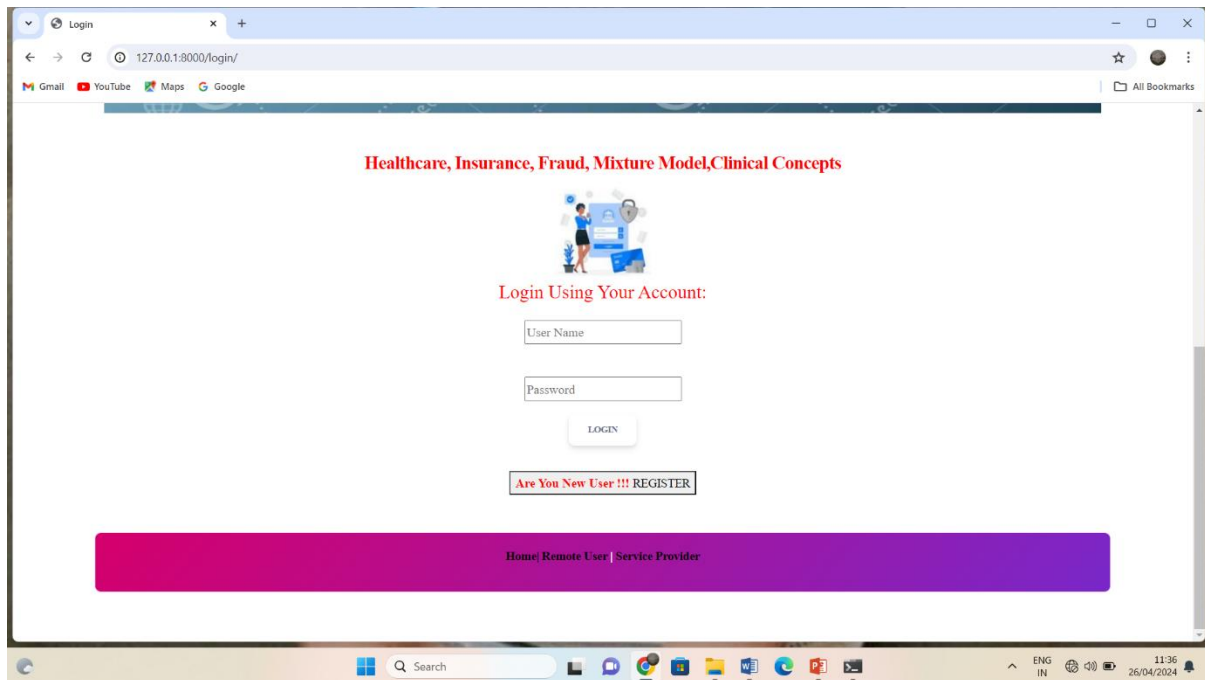 Login
127.0.0.1:8000/login/
Gmail YouTube Maps G Google All Bookmarks
Healthcare, Insurance, Fraud, Mixture Model,Clinical Concepts
Login Using Your Account:
User Name
Password
LOGIN
Are You New User !!! REGISTER
Home| Remote User | Service Provider
Search
ENG
IN
11:36
26/04/2024